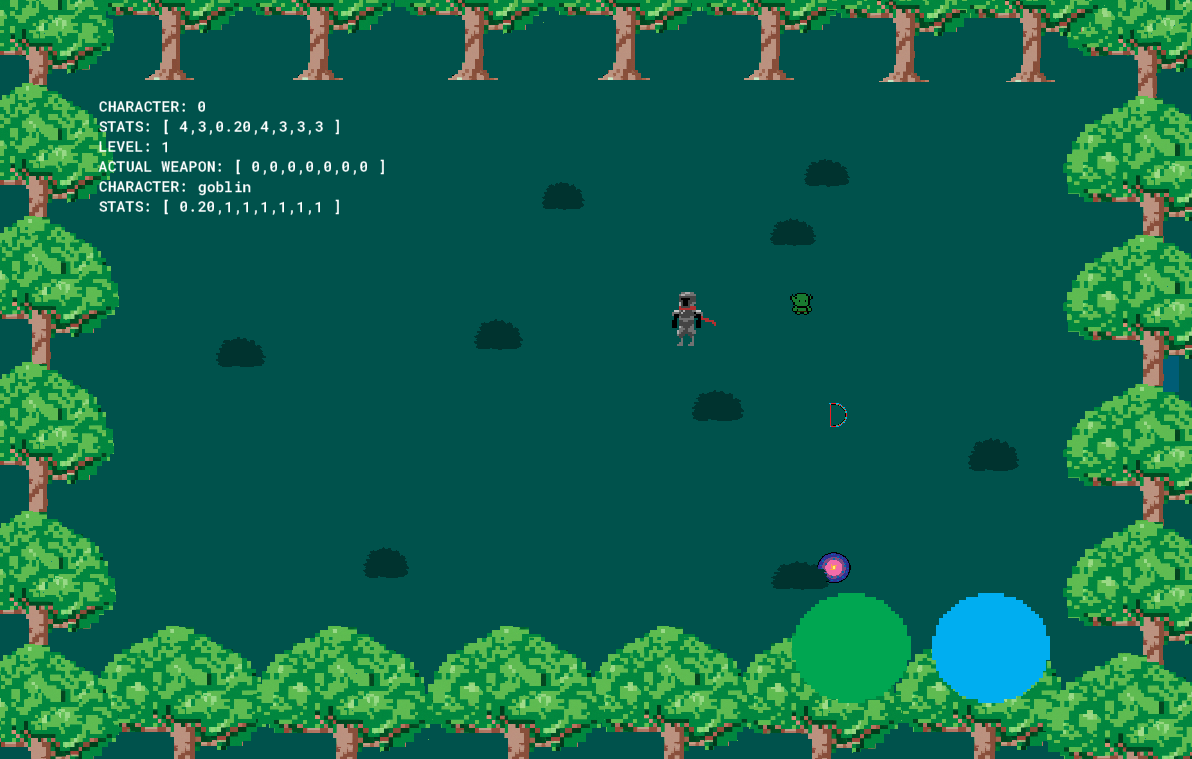 CHARACTER: 0
STATS: [ 4,3,0.20,4,3,3,3 ]
LEVEL: 1
ACTUAL WEAPON: [ 0,0,0,0,0,0,0 ]
CHARACTER: goblin
STATS: [ 0.20,1,1,1,1,1,1 ]